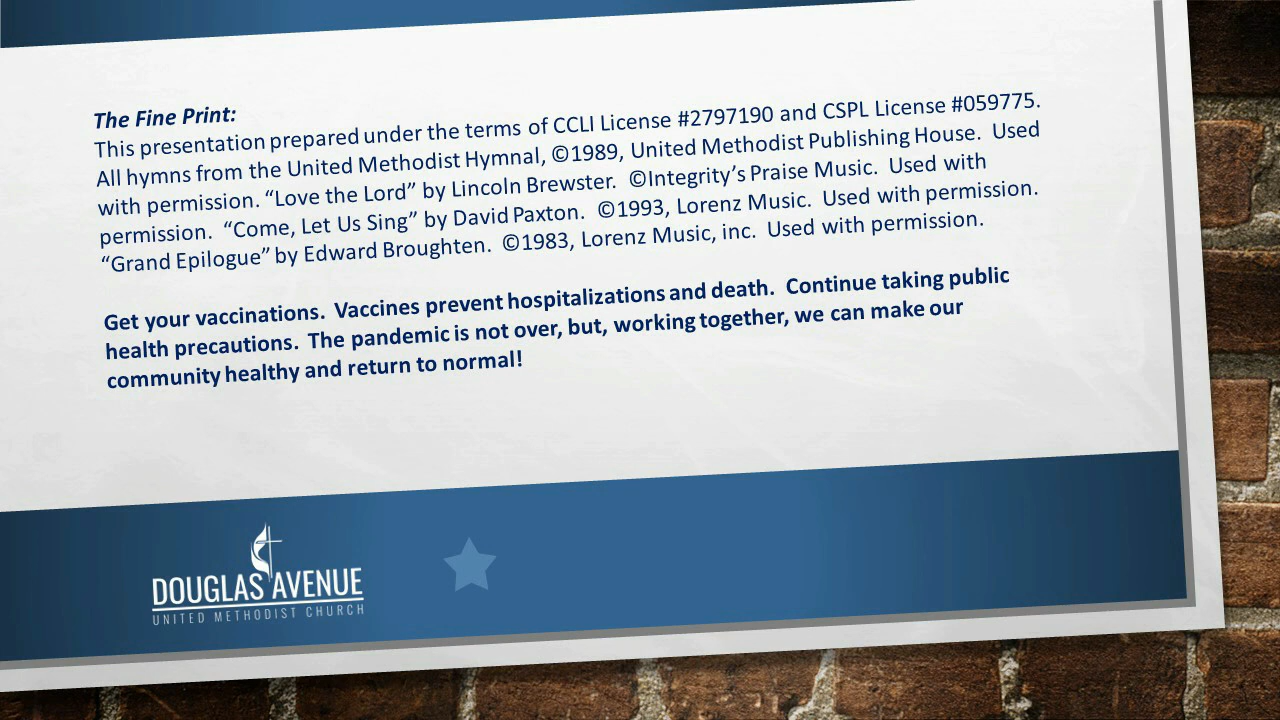 The Fine Print:
This presentation prepared under the terms of CCLI License #2797190 and CSPL License #059775.
All hymns from the United Methodist Hymnal, ©1989, United Methodist Publishing House.  Used
with permission. “Love the Lord” by Lincoln Brewster.  ©Integrity’s Praise Music.  Used with
permission.  “Come, Let Us Sing” by David Paxton.  ©1993, Lorenz Music.  Used with permission.
“Grand Epilogue” by Edward Broughten.  ©1983, Lorenz Music, inc.  Used with permission.
Get your vaccinations.  Vaccines prevent hospitalizations and death.  Continue taking public
health precautions.  The pandemic is not over, but, working together, we can make our
community healthy and return to normal!
DOUGLAS AVENUE
UNITED METHODIST CHURCH